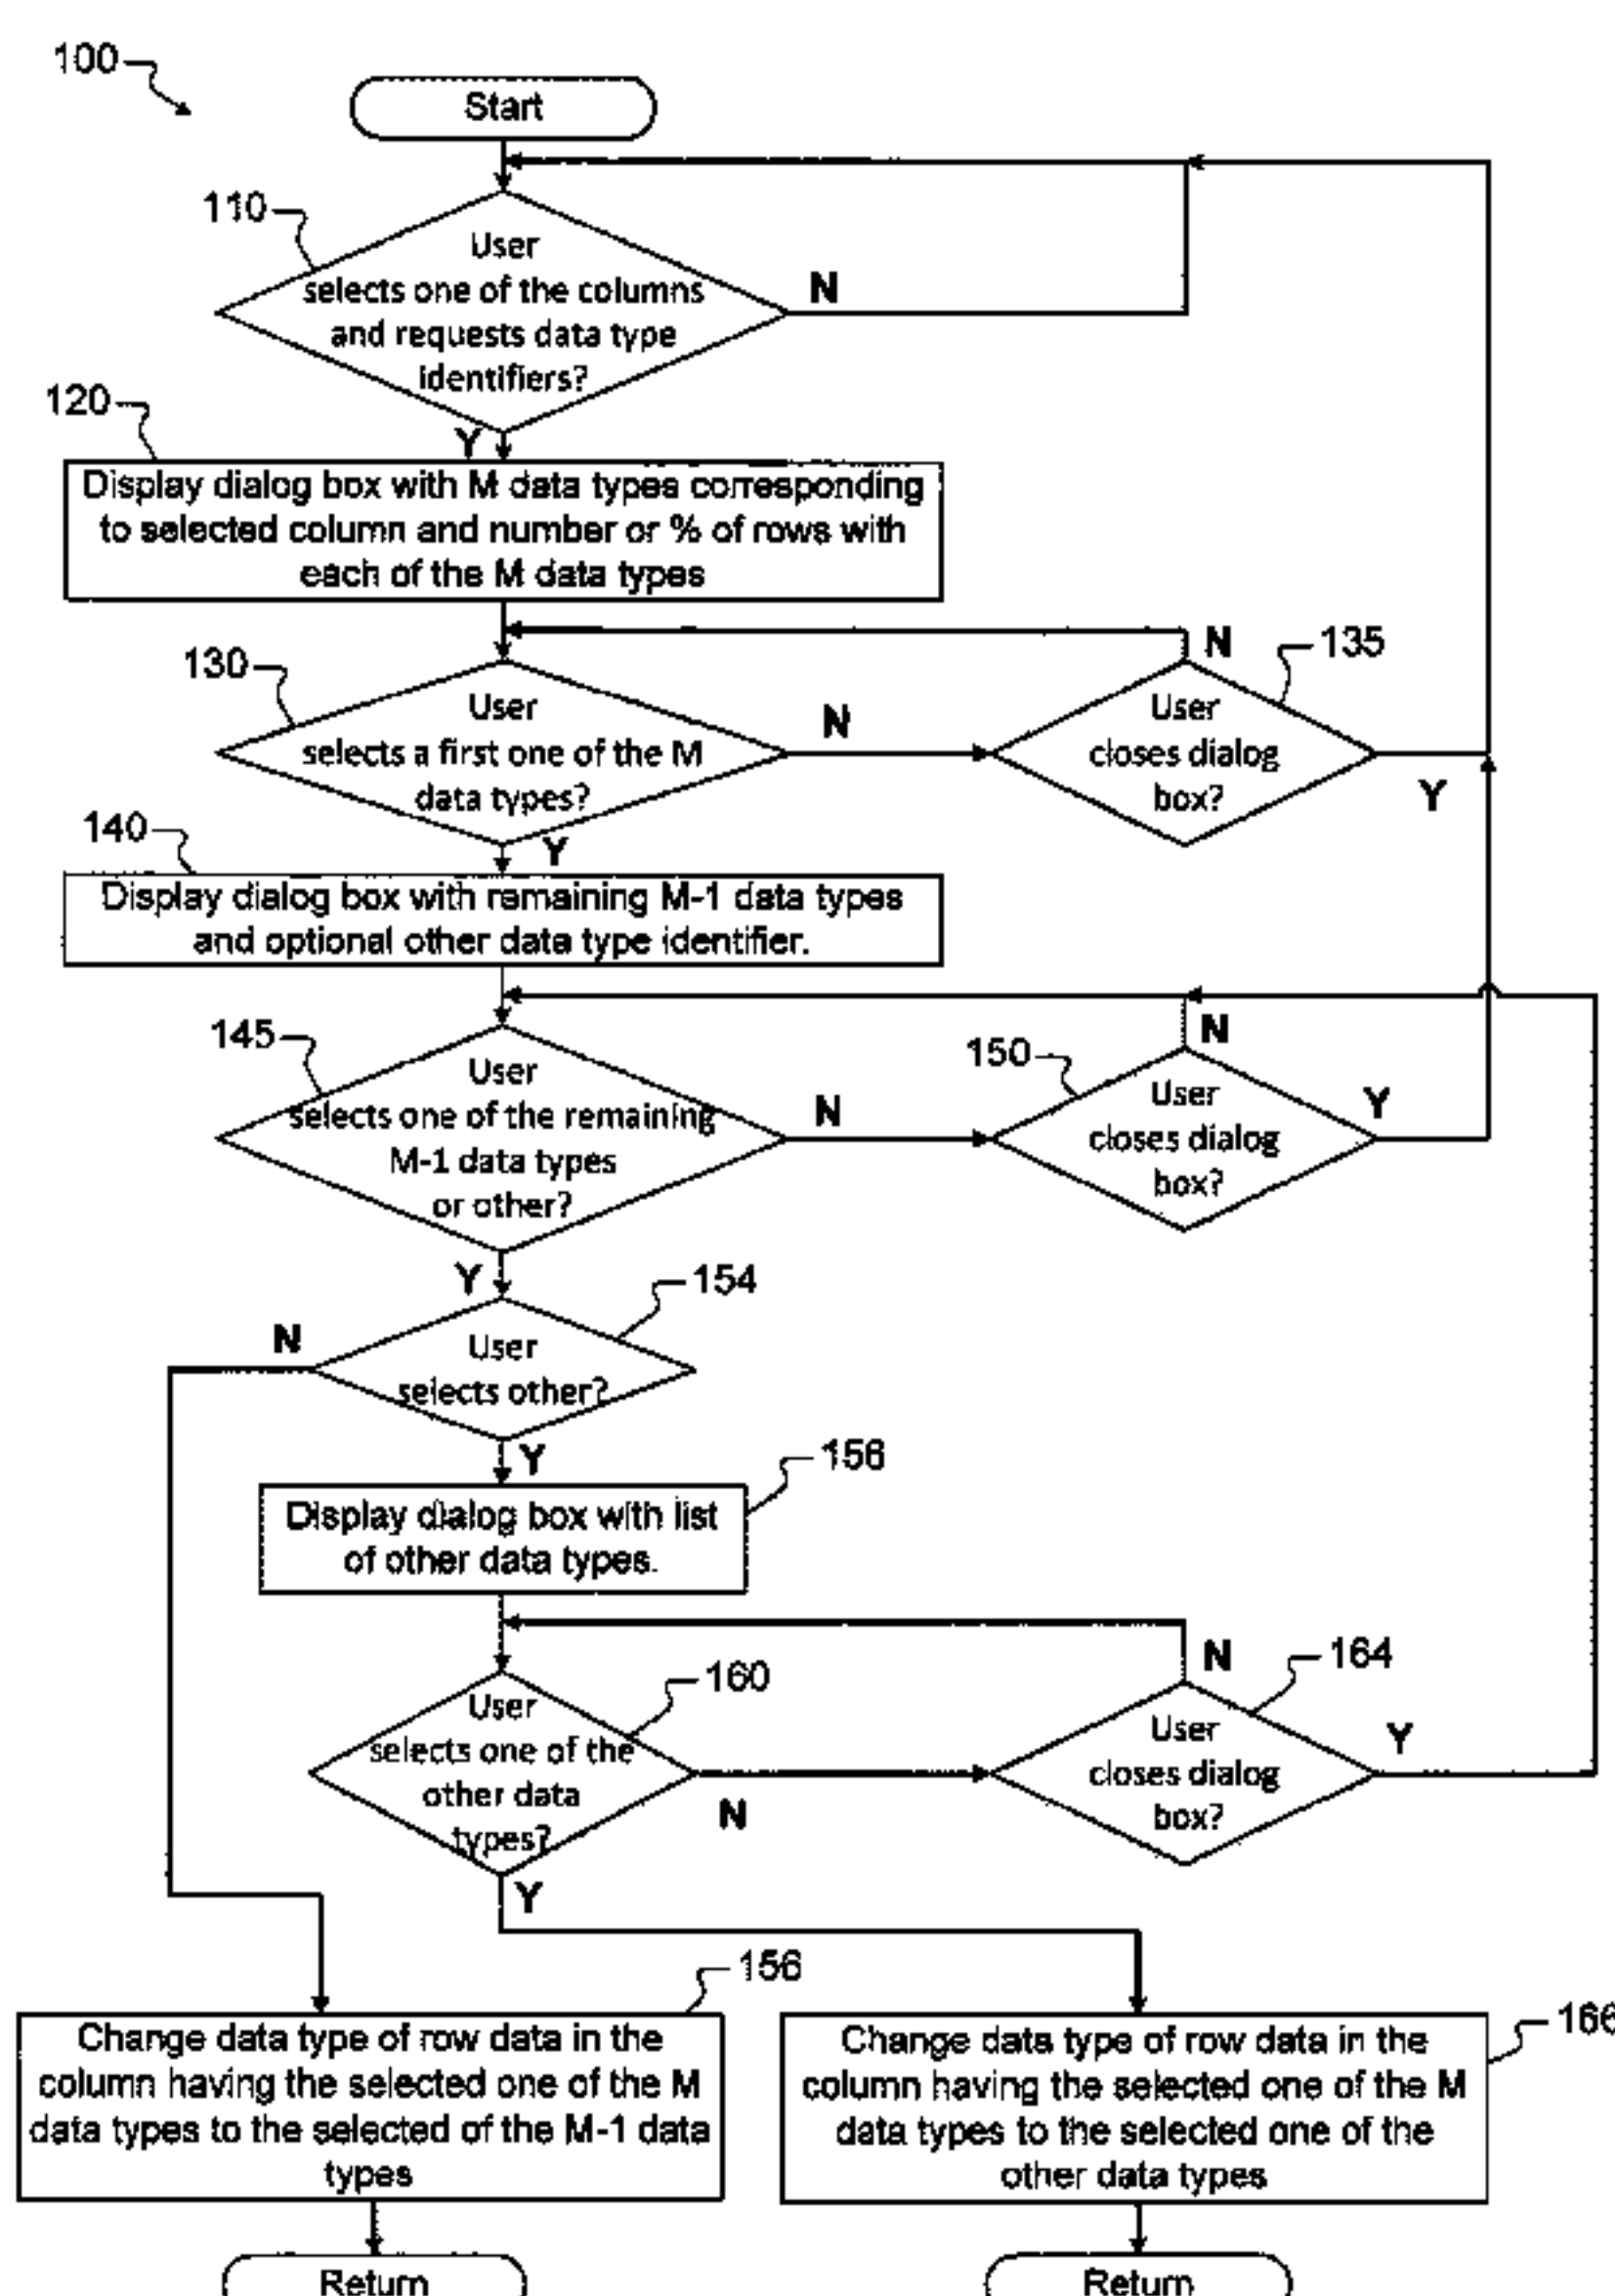 100
Start
110
User
selects one of the columns
and requests data type
identifiers?
N
120
Y
Display dialog box with M data types corresponding
to selected column and number or % of rows with
each of the M data types
130
User
selects a first one of the M
data types?
N
N
135
User
closes dialog
box?
Y
140
Y
Display dialog box with remaining M-1 data types
and optional other data type identifier.
145
User
selects one of the remaining
M-1 data types
or other?
N
150
N
User
closes dialog
box?
Y
Y
154
N
User
selects other?
Y
156
Display dialog box with list
of other data types.
160
User
selects one of the
other data
types?
N
N
164
User
closes dialog
box?
Y
Y
156
Change data type of row data in the
column having the selected one of the M
data types to the selected of the M-1 data
types
166
Change data type of row data in the
column having the selected one of the M
data types to the selected one of the
other data types
Return
Return